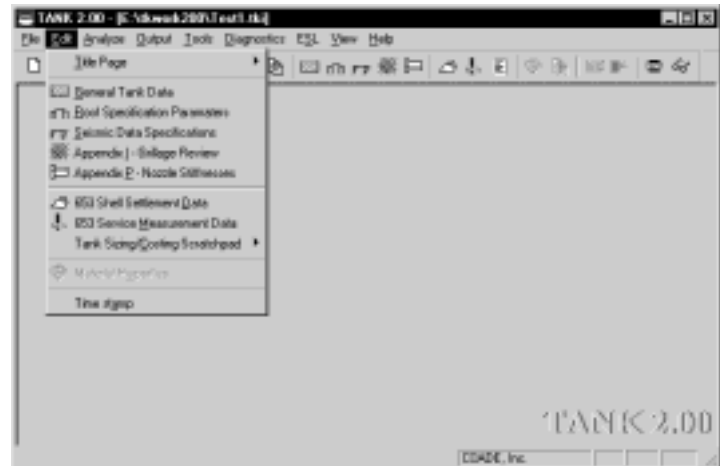 TANK 2.00 - [E:\tkwork200\Test1.tki]
File Edit Analyze Output Tools Diagnostics ESL View Help
Title Page
General Tank Data
Roof Specification Parameters
Seismic Data Specifications
Appendix J - Grillage Review
Appendix P - Nozzle Stiffnesses
653 Shell Settlement Data
653 Service Measurement Data
Tank Sizing/Costing Scratchpad
Material Properties
Time stamp
TANK 2.00
COADE, Inc.